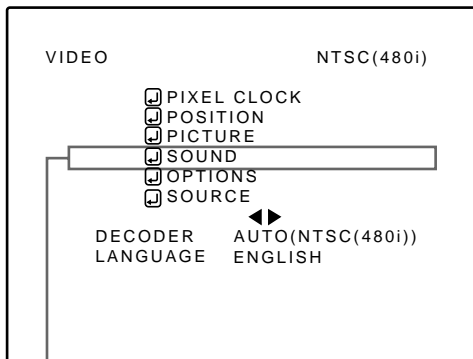 VIDEO NTSC(480i)
PIXEL CLOCK
POSITION
PICTURE
SOUND
OPTIONS
SOURCE
DECODER AUTO(NTSC(480i))
LANGUAGE ENGLISH